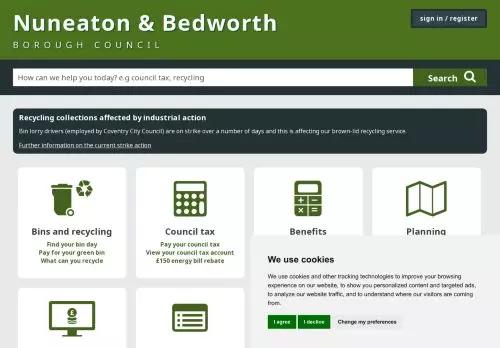 Nuneaton & Bedworth
BOROUGH COUNCIL
sign in / register
How can we help you today? e.g council tax, recycling
Search
Recycling collections affected by industrial action
Bin lorry drivers (employed by Coventry City Council) are on strike over a number of days and this is affecting our brown-lid recycling service.
Further information on the current strike action
Bins and recycling
Find your bin day
Pay for your green bin
What can you recycle
Council tax
Pay your council tax
View your council tax account
£150 energy bill rebate
Benefits
Planning
We use cookies
We use cookies and other tracking technologies to improve your browsing
experience on our website, to show you personalized content and targeted ads,
to analyze our website traffic, and to understand where our visitors are coming
from.
I agree
I decline
Change my preferences